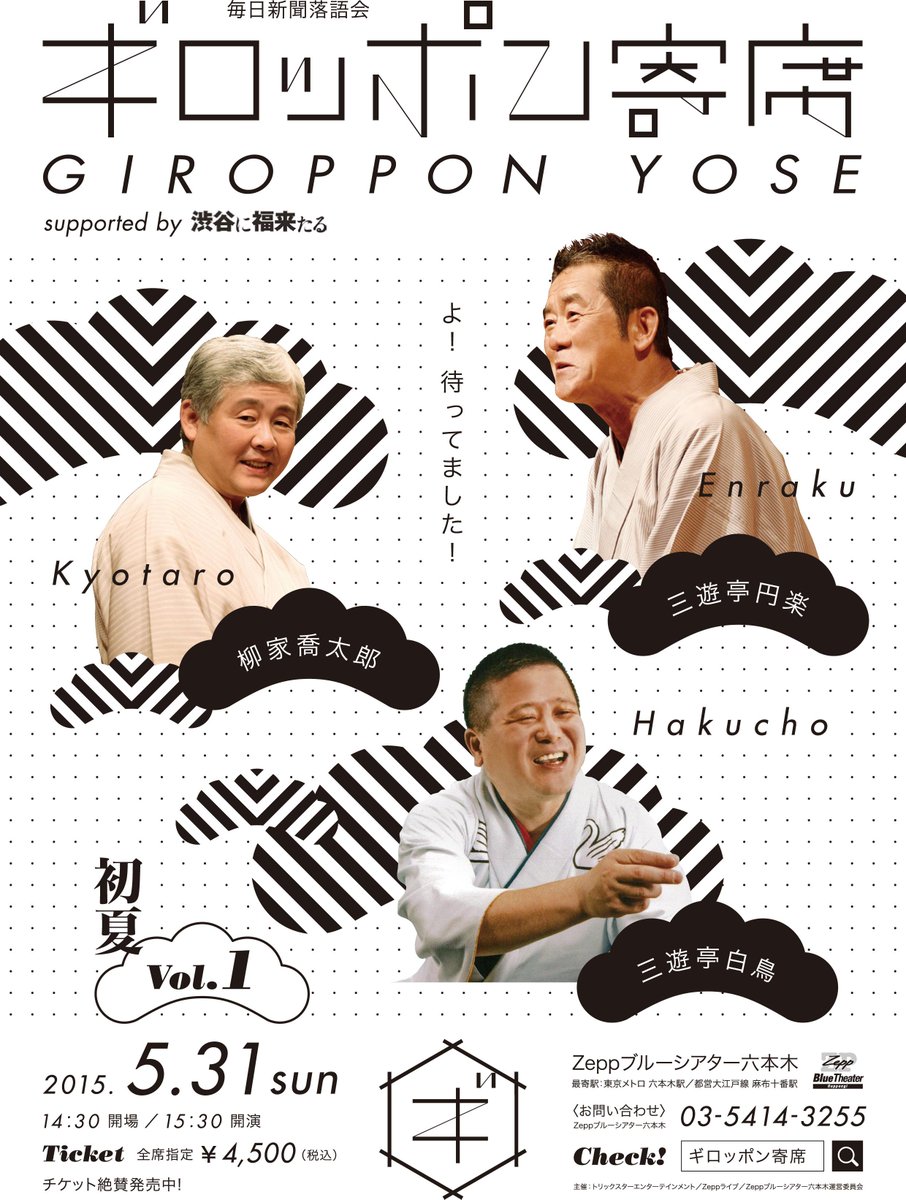 毎日新聞落語会
ギロッポン寄席
GIROPPON YOSE
supported by 渋谷に福来たる
よ！待ってました！
Enraku
三遊亭円楽
Kyotaro
柳家喬太郎
Hakucho
三遊亭白鳥
初夏
Vol.1
2015. 5.31 sun
14:30 開場 / 15:30 開演
Ticket 全席指定 ¥4,500 (税込)
チケット絶賛発売中!
ギ
Zeppブルーシアター六本木
最寄駅：東京メトロ 六本木駅／都営大江戸線 麻布十番駅
Zepp
BlueTheater
Roppongi
〈お問い合わせ〉
Zeppブルーシアター六本木
03-5414-3255
Check! ギロッポン寄席
主催：トリックスターエンターテインメント／Zeppライブ／Zeppブルーシアター六本木運営委員会